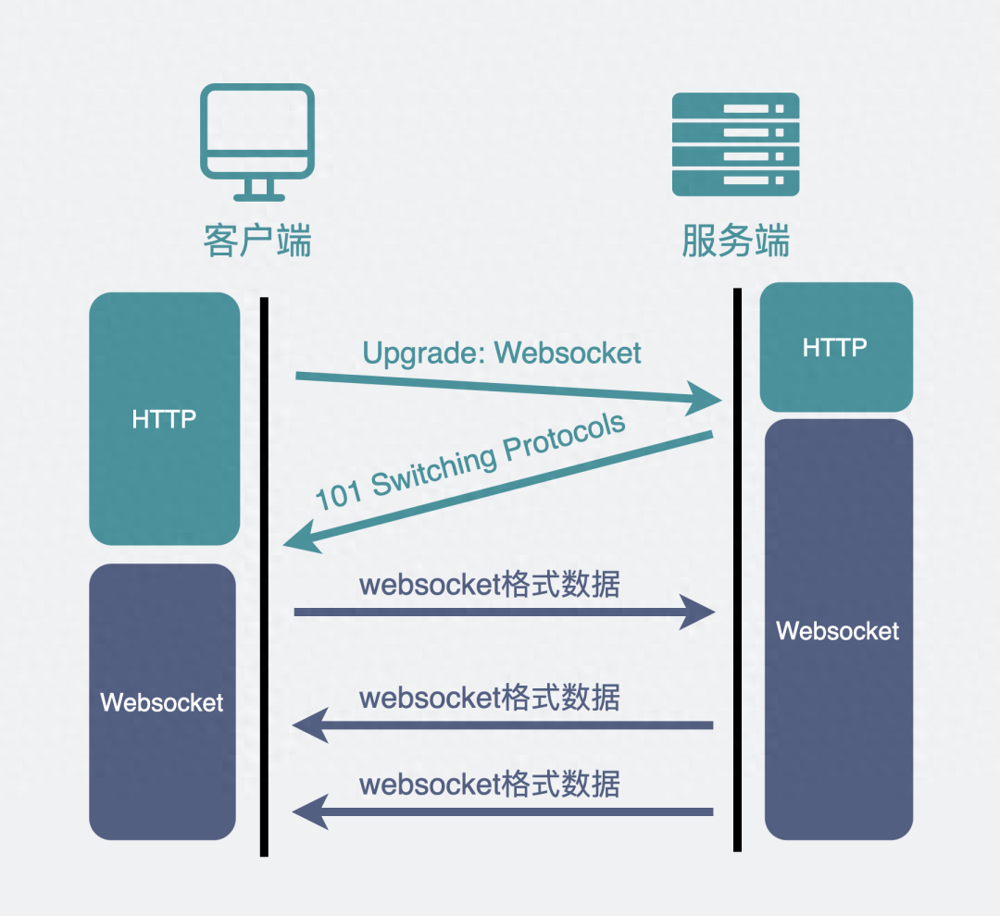 客户端
服务端
HTTP
Upgrade: Websocket
HTTP
101 Switching Protocols
websocket格式数据
Websocket
Websocket
websocket格式数据
websocket格式数据